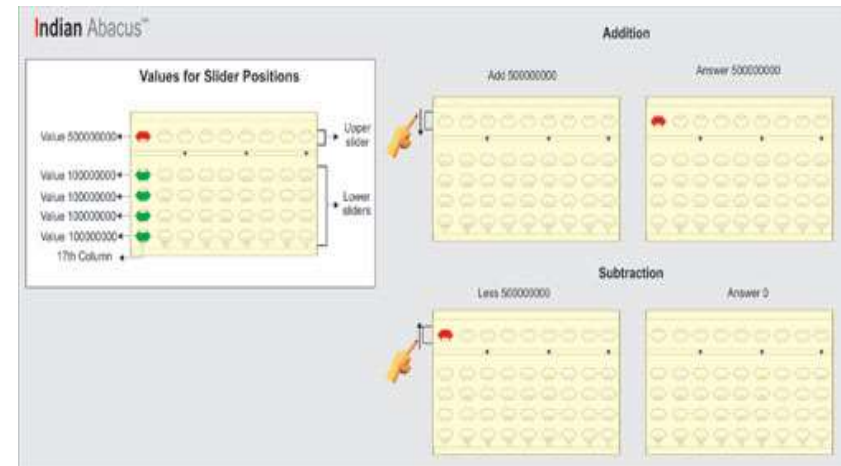 Indian Abacus™
Values for Slider Positions
Value 500000000
Value 100000000
Value 100000000
Value 100000000
Value 100000000
17th Column
Upper
slider
Lower
sliders
Addition
Add 500000000
Answer 500000000
Subtraction
Less 500000000
Answer 0